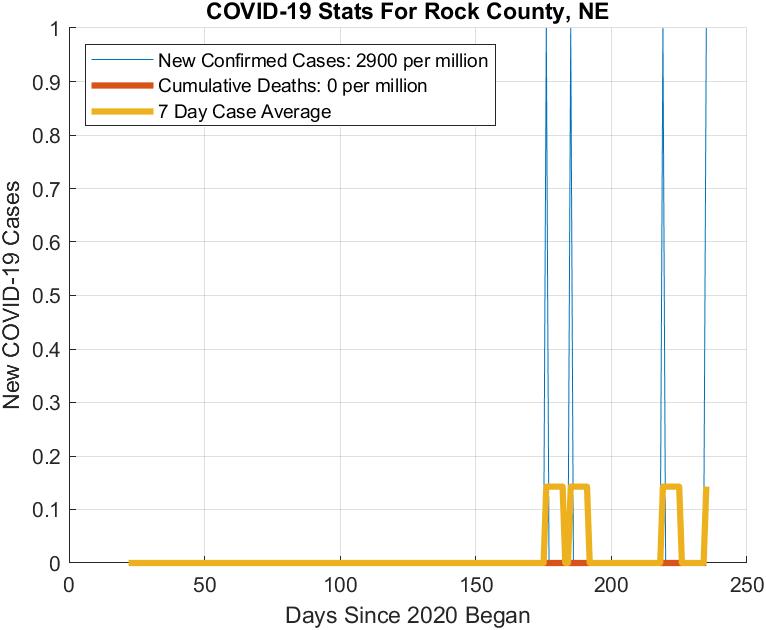 COVID-19 Stats For Rock County, NE
New Confirmed Cases: 2900 per million
Cumulative Deaths: 0 per million
7 Day Case Average
New COVID-19 Cases
1
0.9
0.8
0.7
0.6
0.5
0.4
0.3
0.2
0.1
0
0 50 100 150 200 250
Days Since 2020 Began